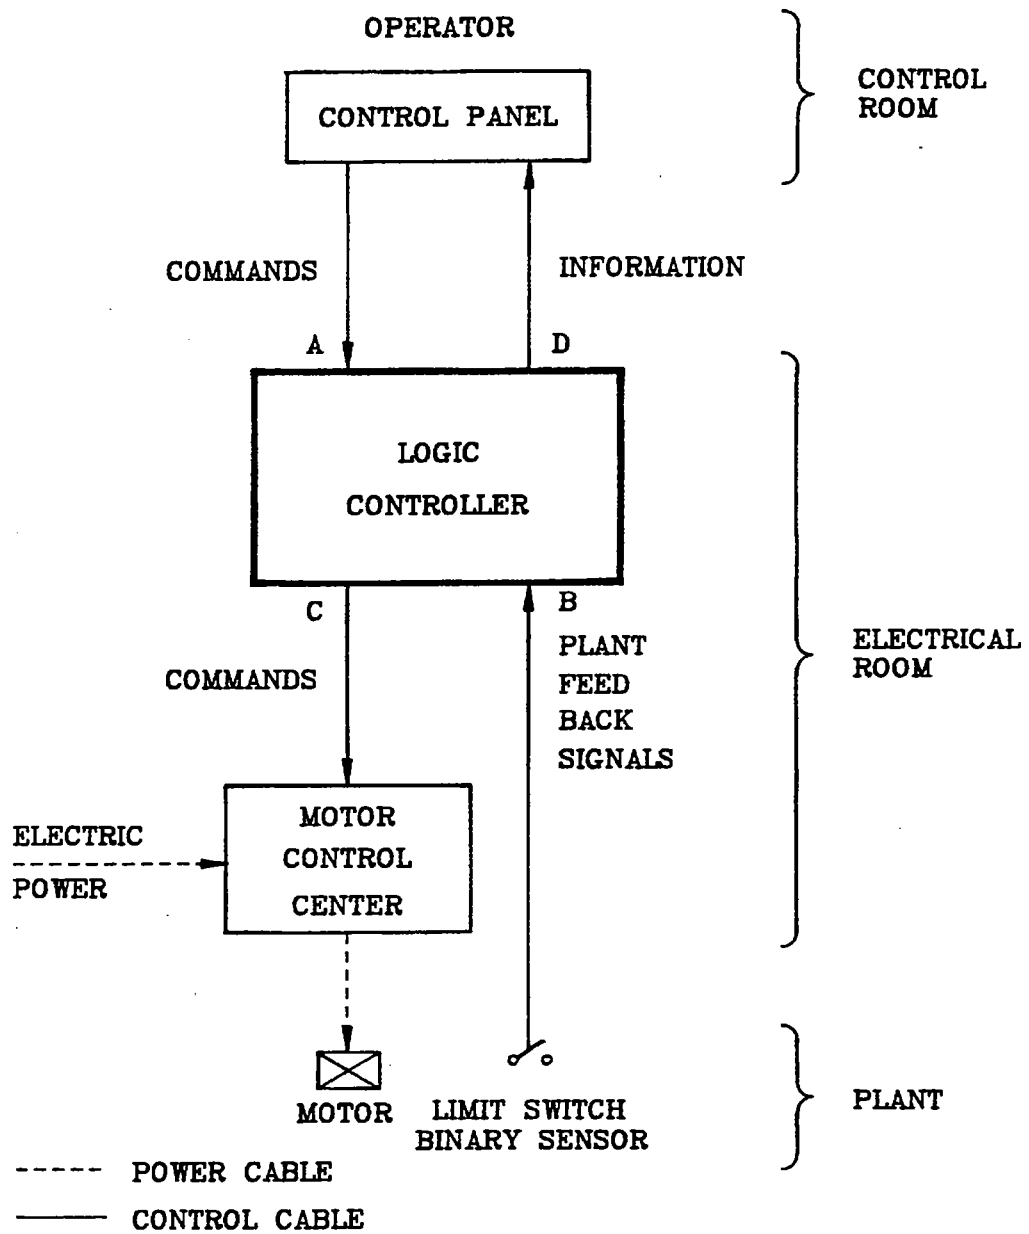 OPERATOR
CONTROL PANEL
CONTROL
ROOM
COMMANDS
INFORMATION
A
D
LOGIC
CONTROLLER
C
B
COMMANDS
PLANT
FEED
BACK
SIGNALS
ELECTRICAL
ROOM
ELECTRIC
POWER
MOTOR
CONTROL
CENTER
MOTOR
LIMIT SWITCH
BINARY SENSOR
PLANT
POWER CABLE
CONTROL CABLE